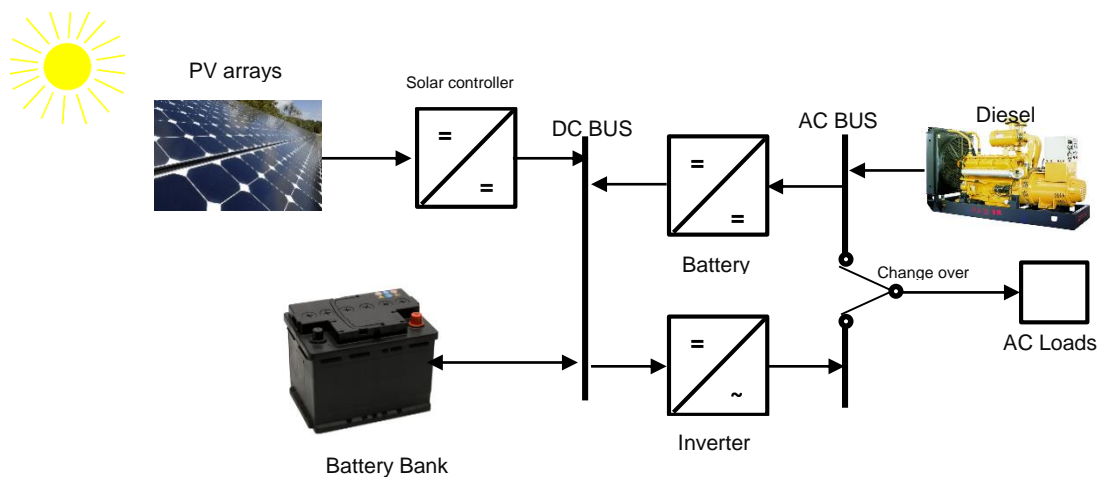 PV arrays
Solar controller
=
=
DC BUS
AC BUS
Diesel
=
=
Battery
Change over
=
~
AC Loads
Inverter
Battery Bank